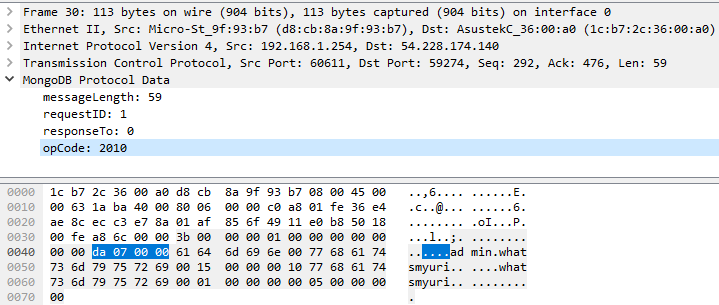 Frame 30: 113 bytes on wire (904 bits), 113 bytes captured (904 bits) on interface 0
Ethernet II, Src: Micro-St_9f:93:b7 (d8:cb:8a:9f:93:b7), Dst: AsustekC_36:00:a0 (1c:b7:2c:36:00:a0)
Internet Protocol Version 4, Src: 192.168.1.254, Dst: 54.228.174.140
Transmission Control Protocol, Src Port: 60611, Dst Port: 59274, Seq: 292, Ack: 476, Len: 59
MongoDB Protocol Data
messageLength: 59
requestID: 1
responseTo: 0
opCode: 2010
0000 1c b7 2c 36 00 a0 d8 cb 8a 9f 93 b7 08 00 45 00 ..,6.... ......E.
0010 00 63 1a ba 40 00 80 06 00 00 c0 a8 01 fe 36 e4 .c..@... ......6.
0020 ae 8c ec c3 e7 8a 01 af 85 6f 49 11 e0 b8 50 18 ........ .oI...P.
0030 00 fe a8 6c 00 00 3b 00 00 00 01 00 00 00 00 00 ...l..;. ........
0040 00 00 da 07 00 00 61 64 6d 69 6e 00 77 68 61 74 ......ad min.what
0050 73 6d 79 75 72 69 00 15 00 00 00 10 77 68 61 74 smyuri.. ....what
0060 73 6d 79 75 72 69 00 01 00 00 00 00 05 00 00 00 smyuri.. ........
0070 00 .